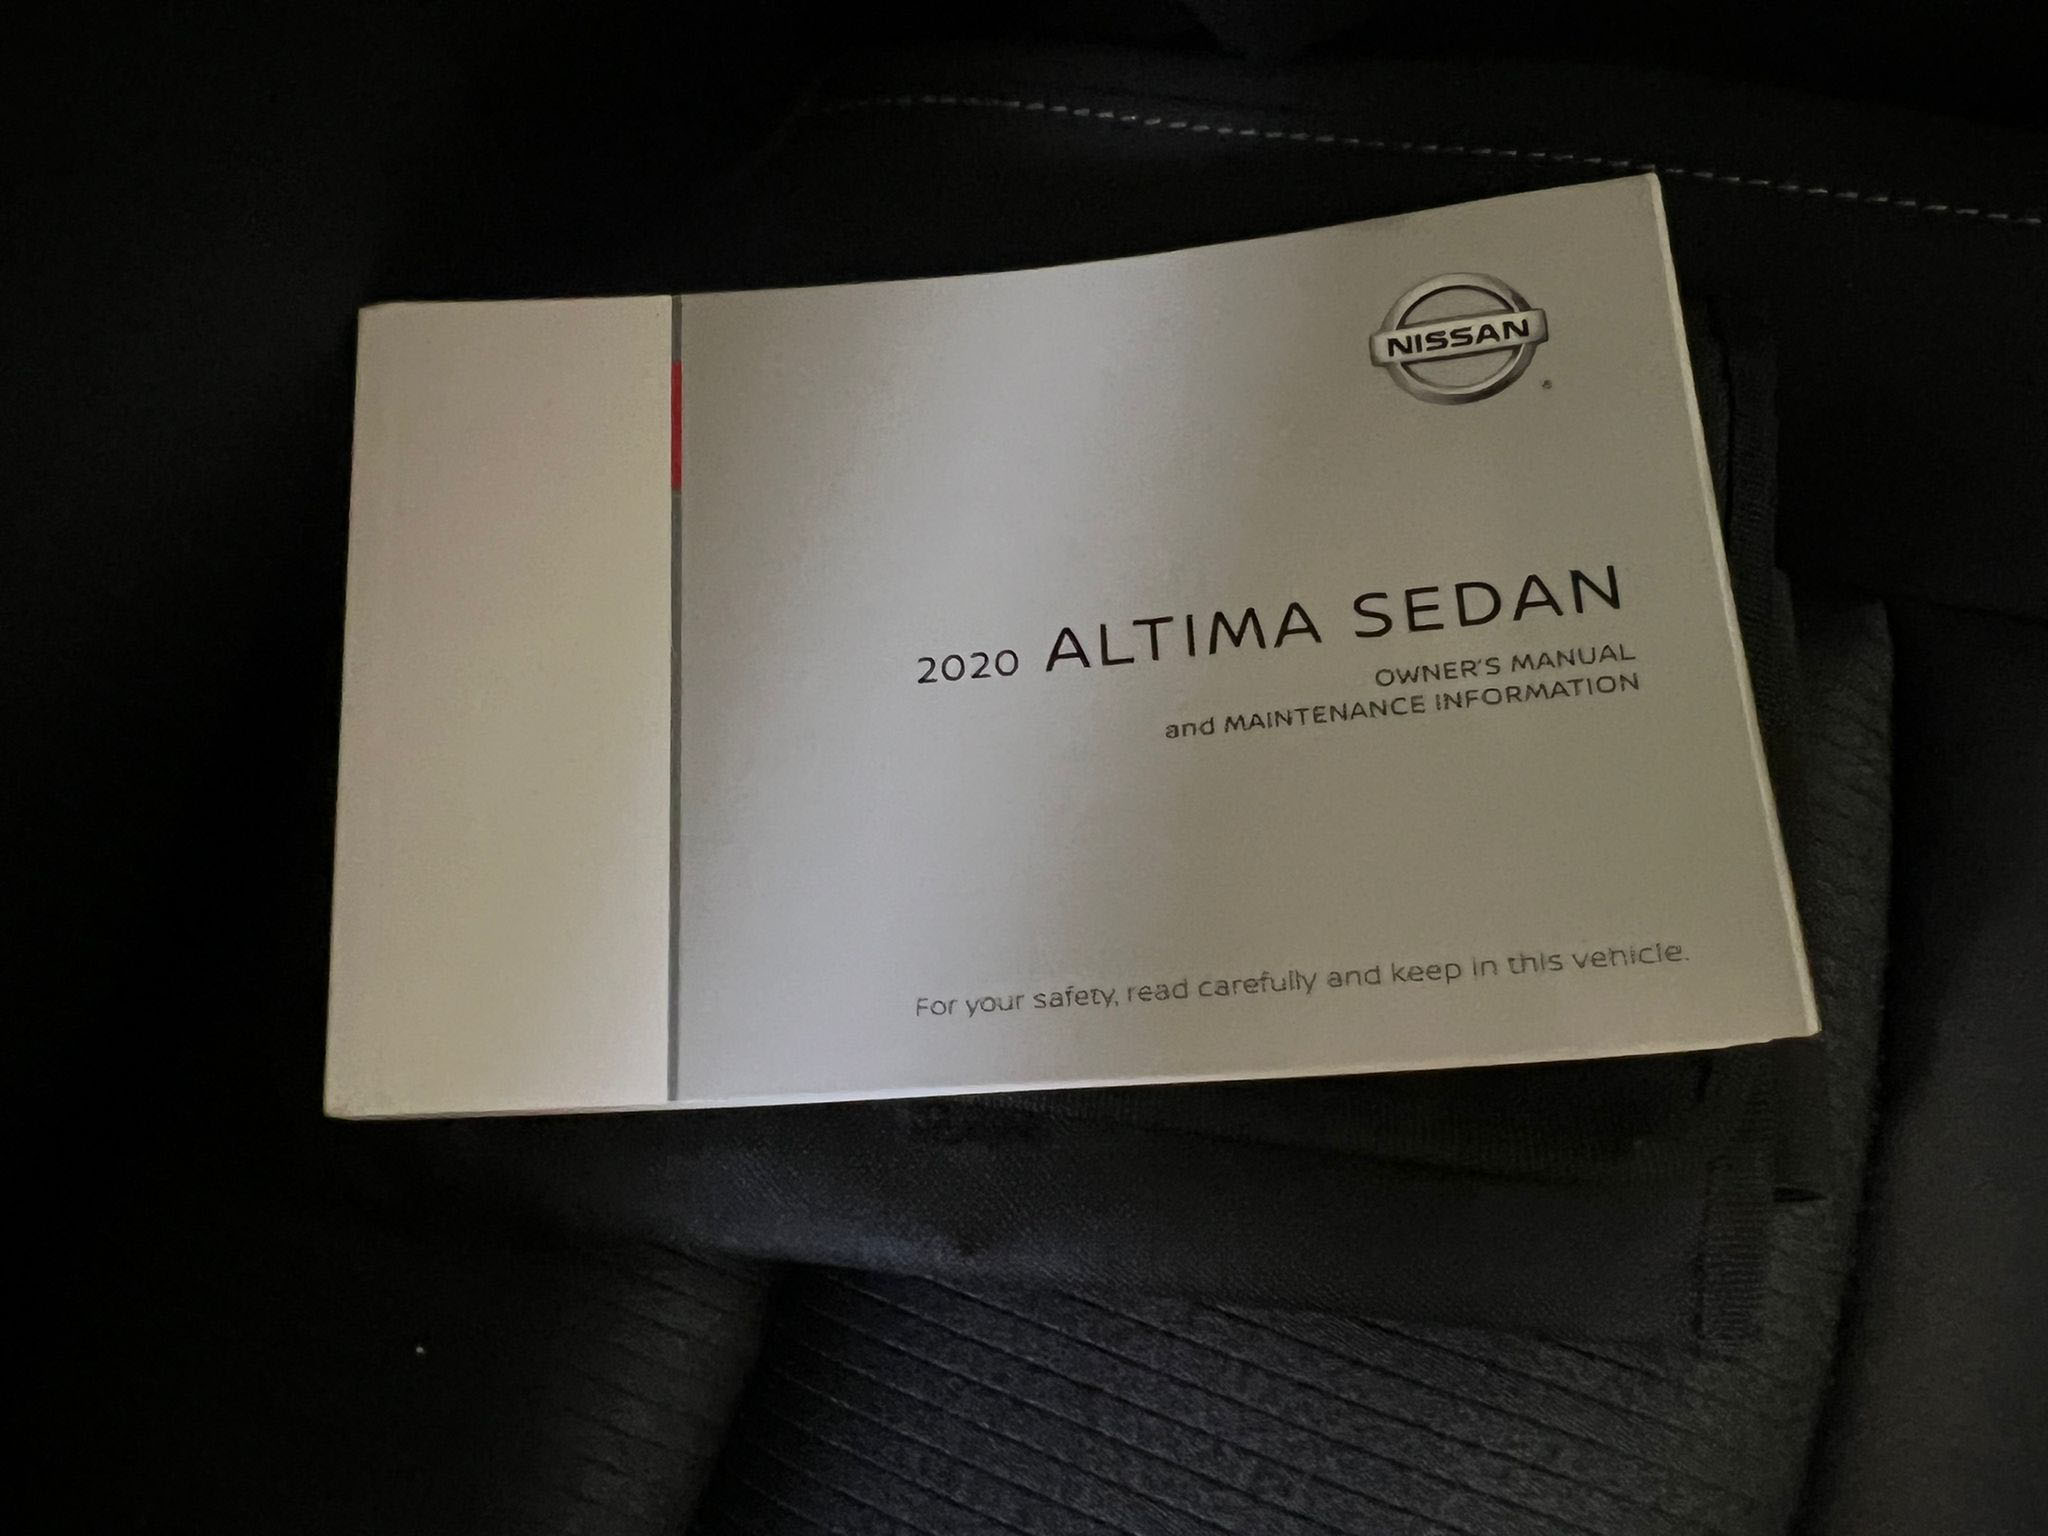 NISSAN
2020 ALTIMA SEDAN
OWNER'S MANUAL
and MAINTENANCE INFORMATION
For your safety, read carefully and keep in this vehicle.